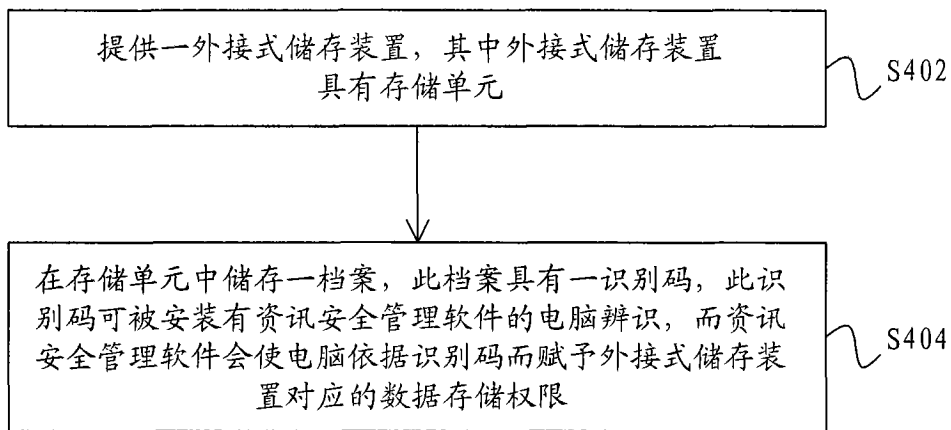 提供一外接式储存装置，其中外接式储存装置
具有存储单元
S402
在存储单元中储存一档案，此档案具有一识别码，此识
别码可被安装有资讯安全管理软件的电脑辨识，而资讯
安全管理软件会使电脑依据识别码而赋予外接式储存装
置对应的数据存储权限
S404